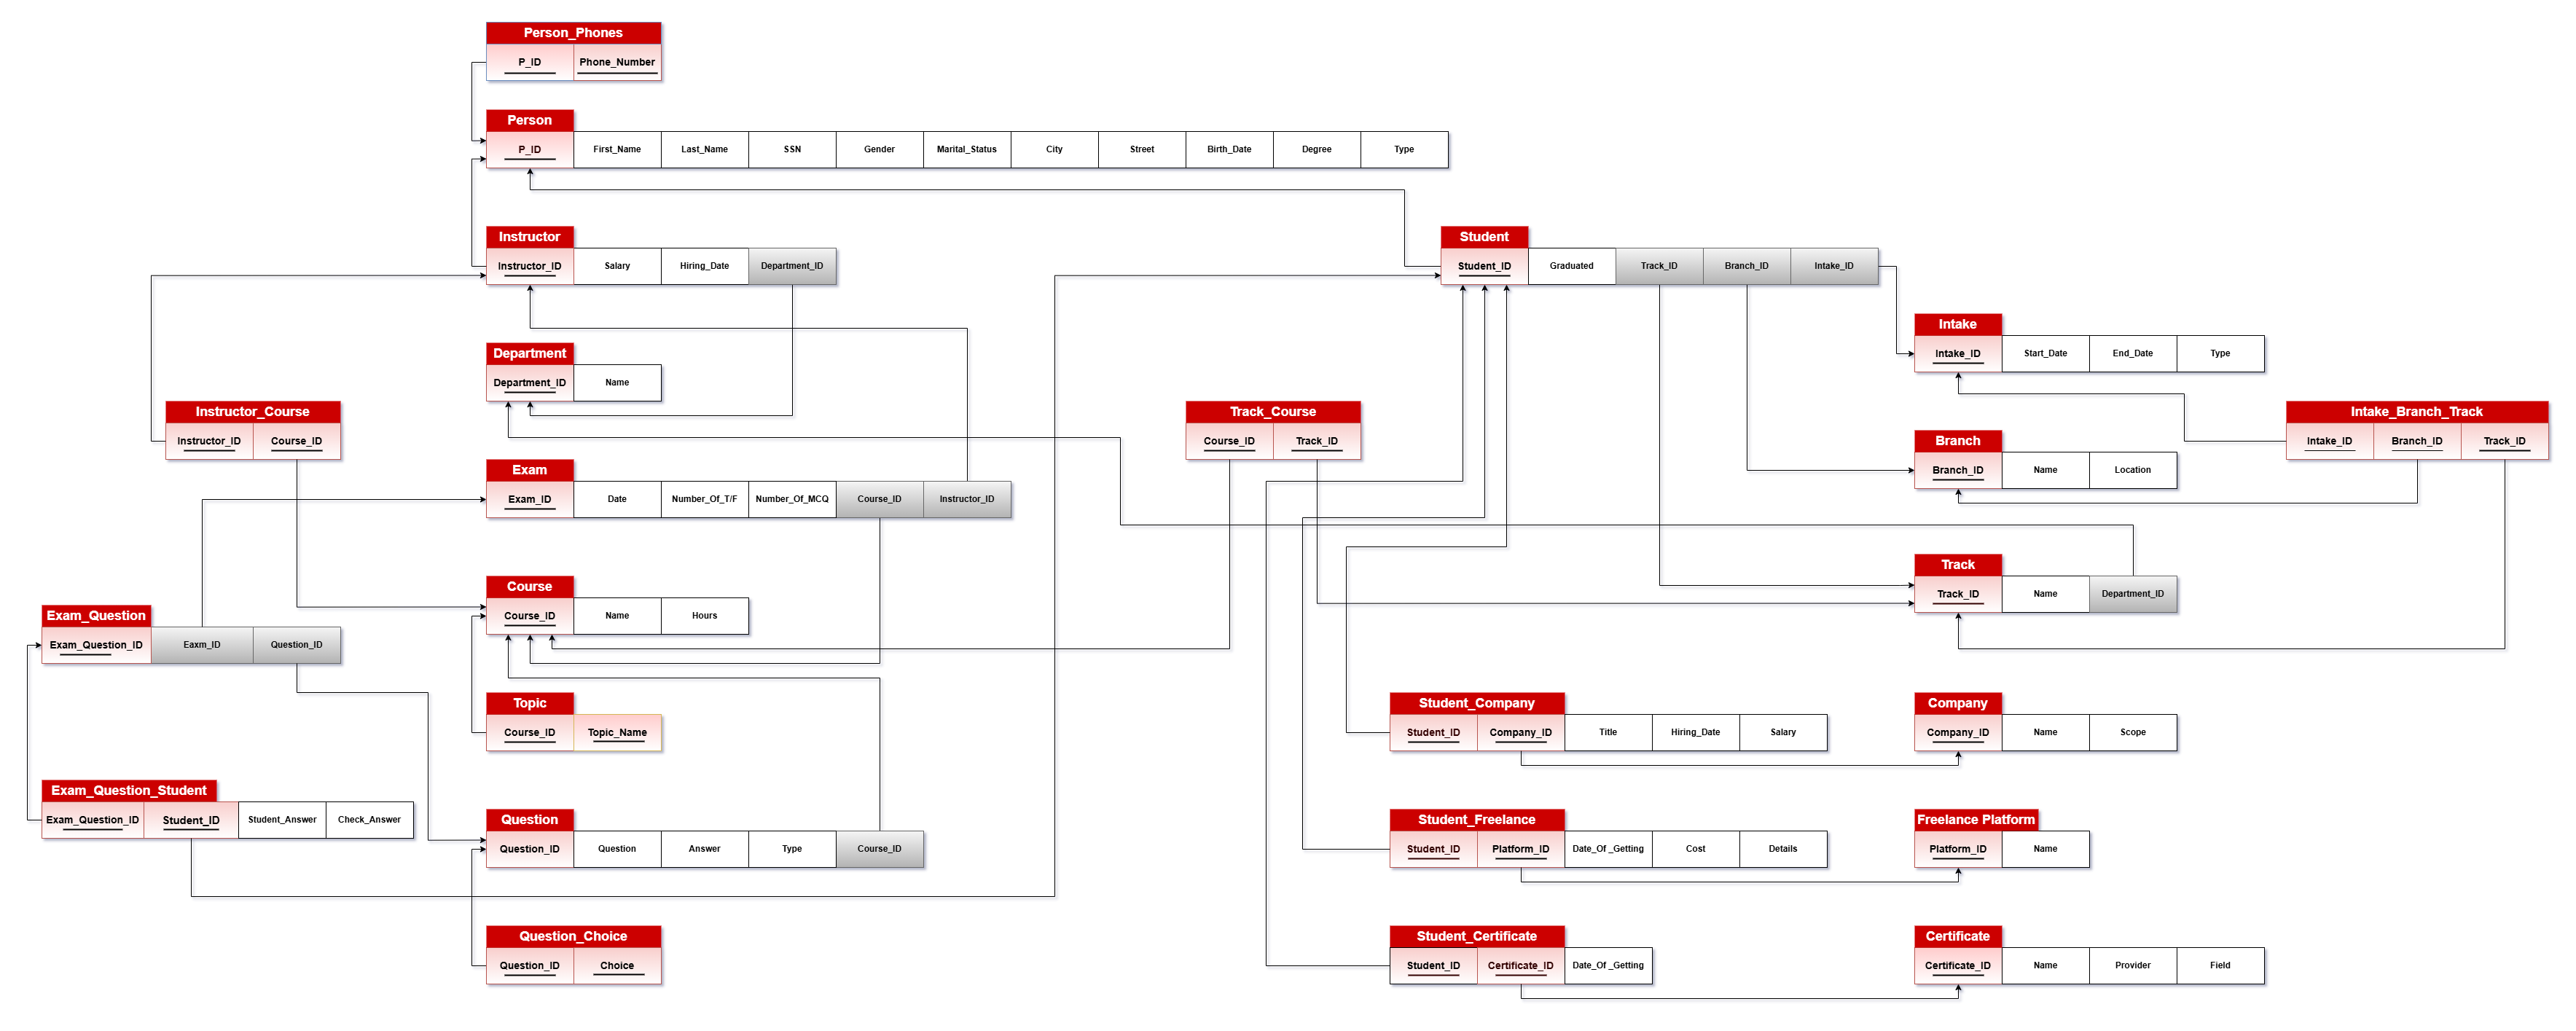 Person_Phones
P_ID Phone_Number
Person
P_ID First_Name Last_Name SSN Gender Marital_Status City Street Birth_Date Degree Type
Instructor
Instructor_ID Salary Hiring_Date Department_ID
Student
Student_ID Graduated Track_ID Branch_ID Intake_ID
Intake
Intake_ID Start_Date End_Date Type
Department
Department_ID Name
Instructor_Course
Instructor_ID Course_ID
Track_Course
Course_ID Track_ID
Intake_Branch_Track
Intake_ID Branch_ID Track_ID
Branch
Branch_ID Name Location
Exam
Exam_ID Date Number_Of_T/F Number_Of_MCQ Course_ID Instructor_ID
Track
Track_ID Name Department_ID
Course
Course_ID Name Hours
Exam_Question
Exam_Question_ID Eaxm_ID Question_ID
Topic
Course_ID Topic_Name
Student_Company
Student_ID Company_ID Title Hiring_Date Salary
Company
Company_ID Name Scope
Exam_Question_Student
Exam_Question_ID Student_ID Student_Answer Check_Answer
Question
Question_ID Question Answer Type Course_ID
Student_Freelance
Student_ID Platform_ID Date_Of _Getting Cost Details
Freelance Platform
Platform_ID Name
Question_Choice
Question_ID Choice
Student_Certificate
Student_ID Certificate_ID Date_Of _Getting
Certificate
Certificate_ID Name Provider Field